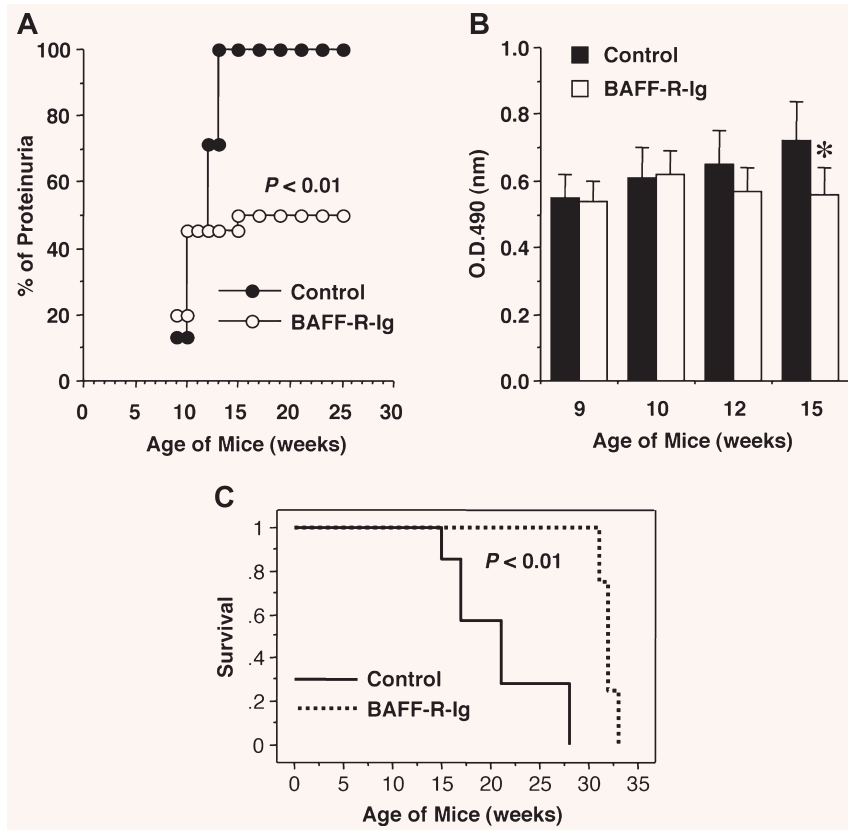 A
100
80
60
40
20
0
% of Proteinuria
P < 0.01
Control
BAFF-R-Ig
0 5 10 15 20 25 30
Age of Mice (weeks)
B
1.0
0.8
0.6
0.4
0.2
0.0
O.D.490 (nm)
Control
BAFF-R-Ig
*
9 10 12 15
Age of Mice (weeks)
C
1
.8
.6
.4
.2
0
Survival
P < 0.01
Control
BAFF-R-Ig
0 5 10 15 20 25 30 35
Age of Mice (weeks)